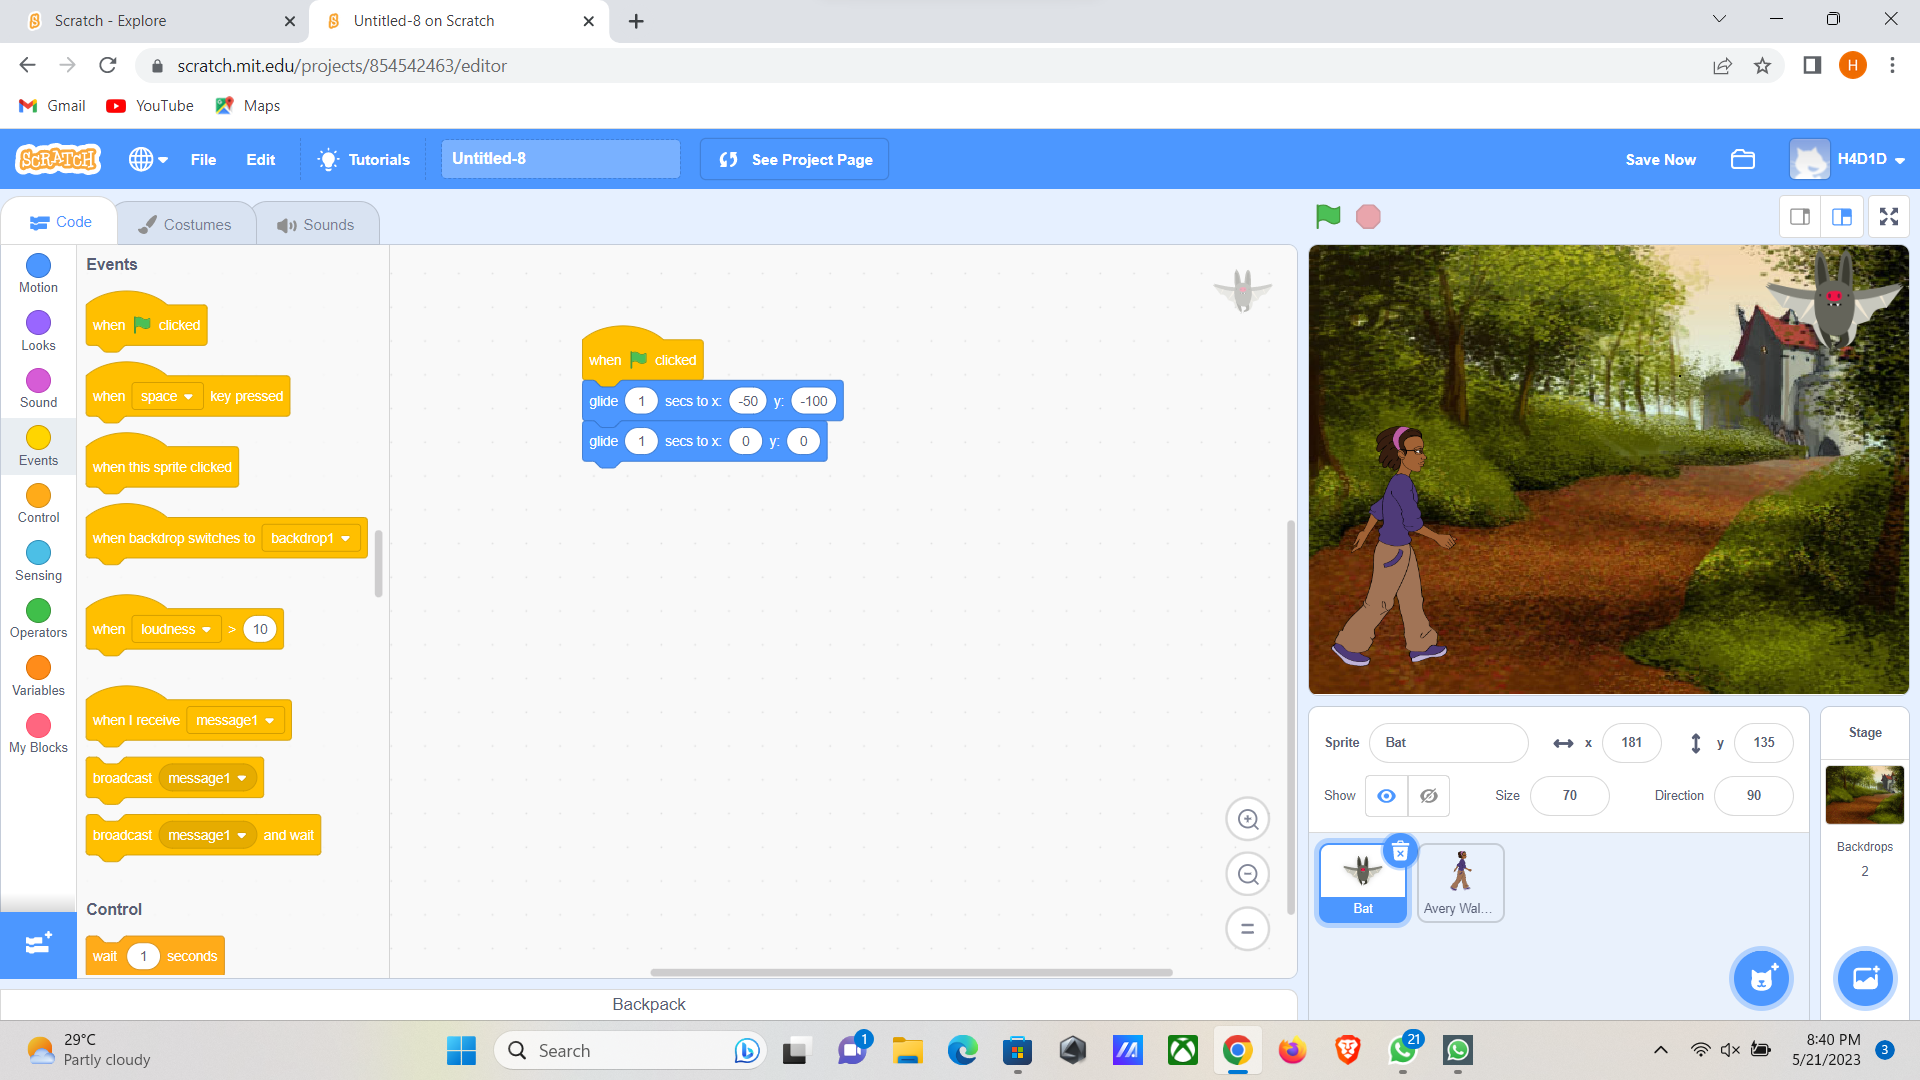 Scratch - Explore
Untitled-8 on Scratch
scratch.mit.edu/projects/854542463/editor
H
Gmail
YouTube
Maps
SCRATCH
File
Edit
Tutorials
Untitled-8
See Project Page
Save Now
H4D1D
Code
Costumes
Sounds
Motion
Looks
Sound
Events
Control
Sensing
Operators
Variables
My Blocks
Events
when clicked
when space key pressed
when this sprite clicked
when backdrop switches to backdrop1
when loudness > 10
when I receive message1
broadcast message1
broadcast message1 and wait
Control
wait 1 seconds
when clicked
glide 1 secs to x: -50 y: -100
glide 1 secs to x: 0 y: 0
Backpack
Sprite Bat x 181 y 135
Show Size 70 Direction 90
Bat
Avery Wal...
Stage
Backdrops
2
29°C
Partly cloudy
Search
1
21
8:40 PM
5/21/2023
3